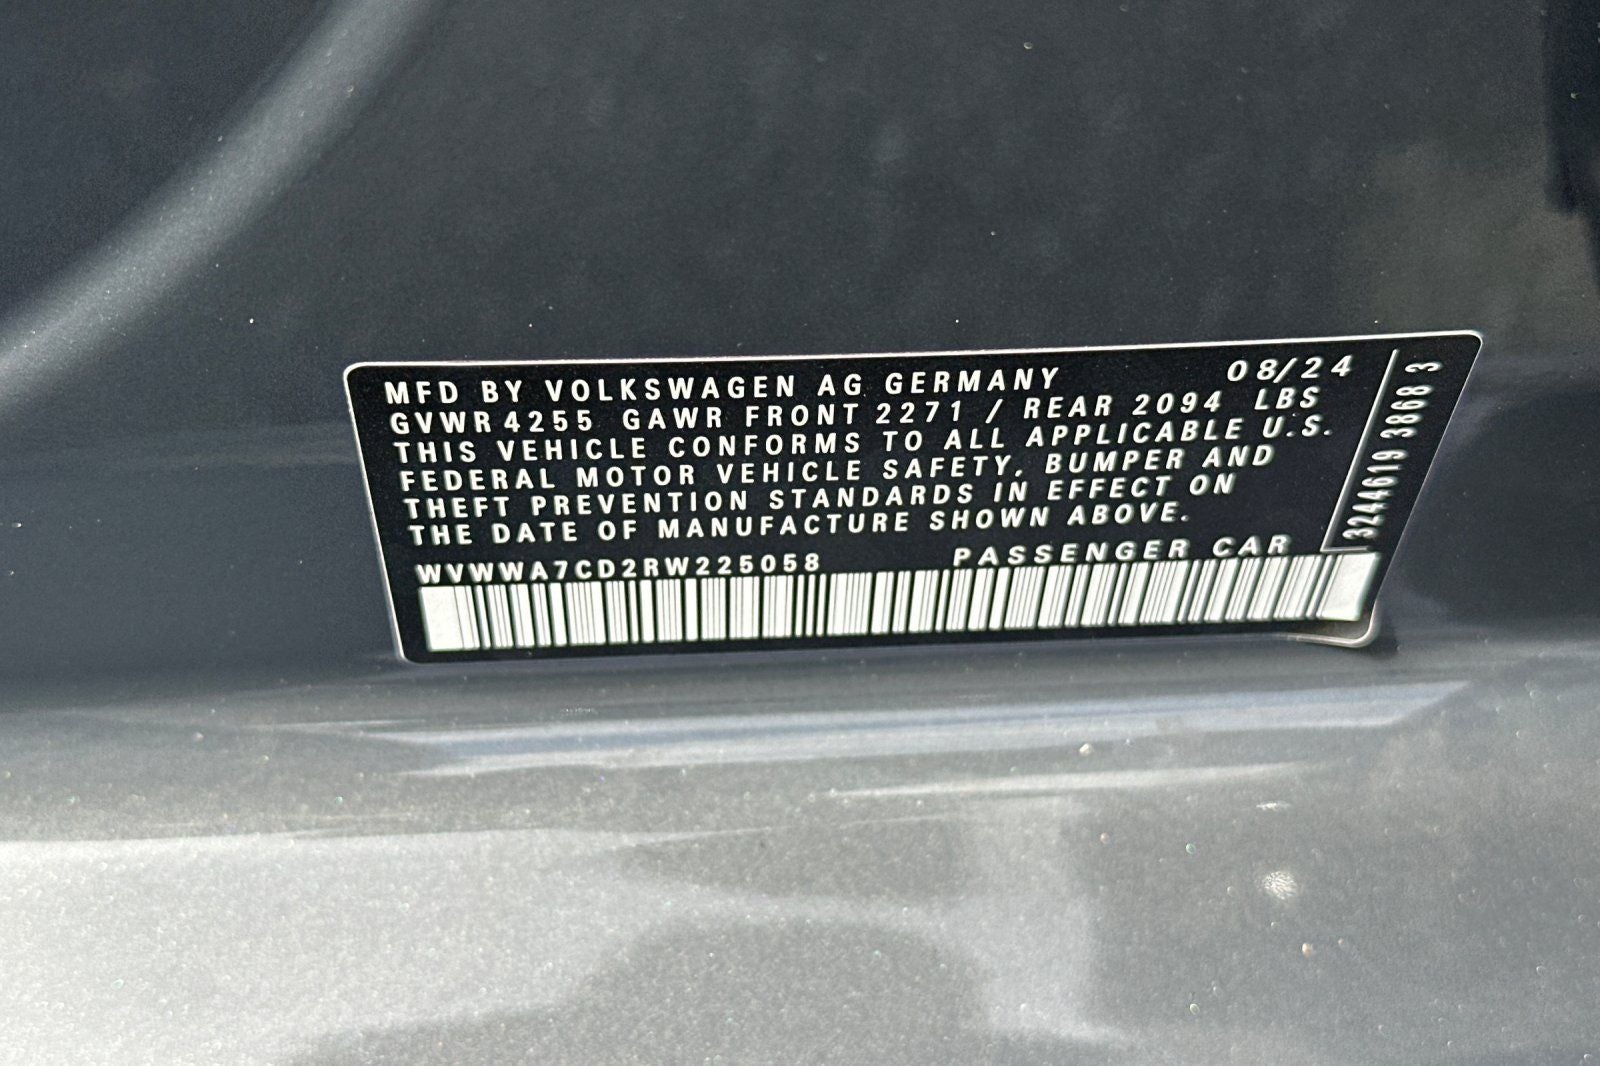 MFD BY VOLKSWAGEN AG GERMANY 08/24
GVWR 4255 GAWR FRONT 2271 / REAR 2094 LBS
THIS VEHICLE CONFORMS TO ALL APPLICABLE U.S.
FEDERAL MOTOR VEHICLE SAFETY, BUMPER AND
THEFT PREVENTION STANDARDS IN EFFECT ON
THE DATE OF MANUFACTURE SHOWN ABOVE.
WVWWA7CD2RW225058 PASSENGER CAR
3244619 3868 3